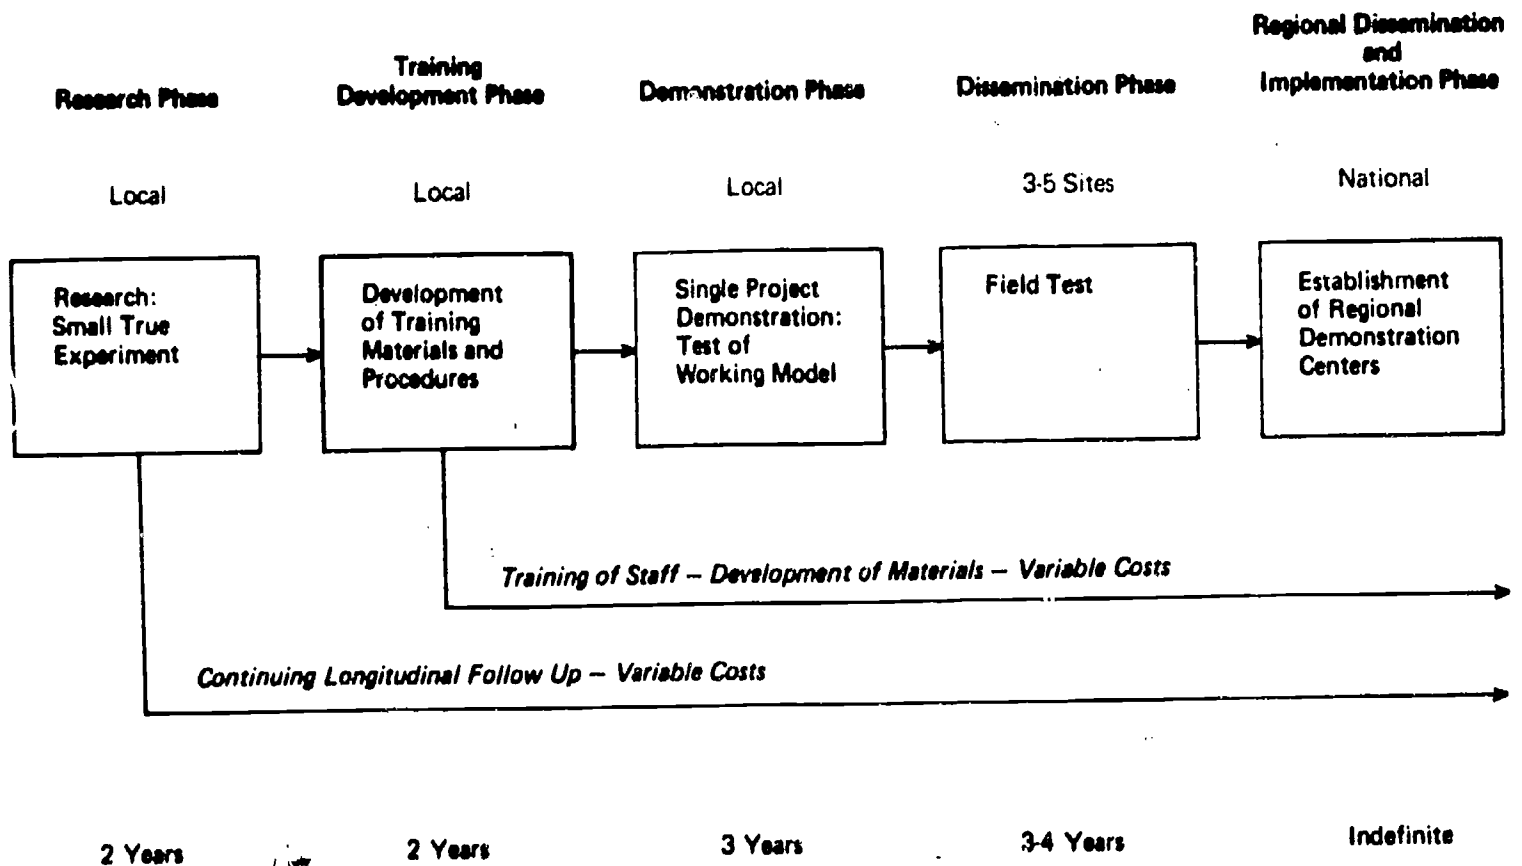 Research Phase
Training
Development Phase
Demonstration Phase
Dissemination Phase
Regional Dissemination
and
Implementation Phase
Local
Local
Local
3-5 Sites
National
Research:
Small True
Experiment
Development
of Training
Materials and
Procedures
Single Project
Demonstration:
Test of
Working Model
Field Test
Establishment
of Regional
Demonstration
Centers
Training of Staff – Development of Materials – Variable Costs
Continuing Longitudinal Follow Up – Variable Costs
2 Years
2 Years
3 Years
3-4 Years
Indefinite